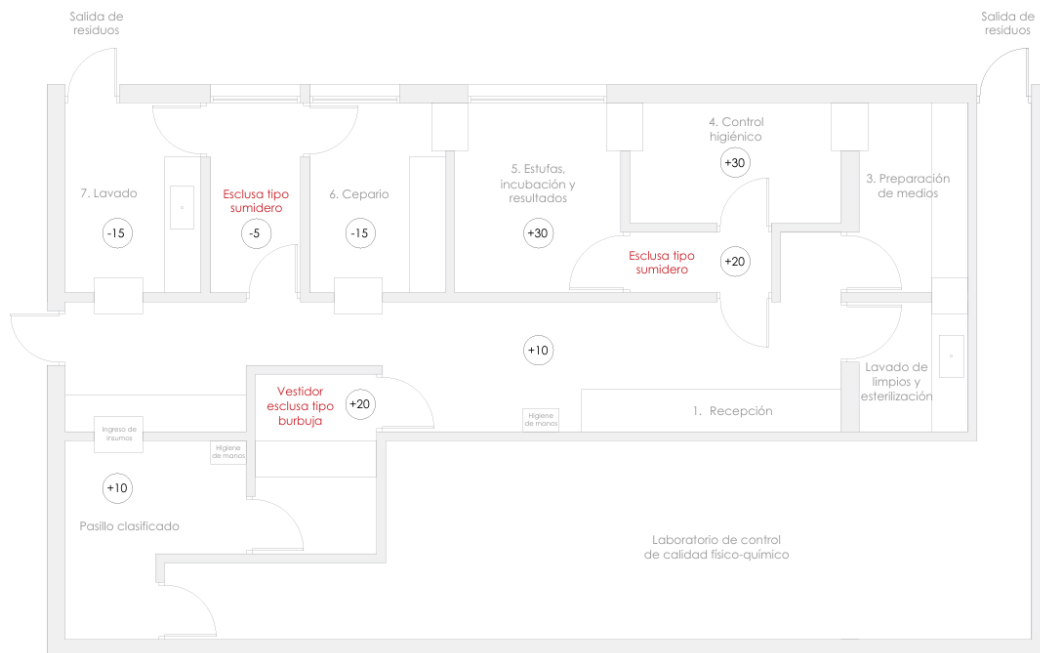 Salida de
residuos
Salida de
residuos
4. Control
higiénico
+30
5. Estufas,
incubación y
resultados
+30
3. Preparación
de medios
7. Lavado
-15
Esclusa tipo
sumidero
-5
6. Cepario
-15
Esclusa tipo
sumidero
+20
+10
Vestidor
esclusa tipo
burbuja
+20
Lavado de
limpios y
esterilización
1. Recepción
Higiene
de manos
Ingreso de
insumos
Higiene
de manos
+10
Pasillo clasificado
Laboratorio de control
de calidad físico-químico